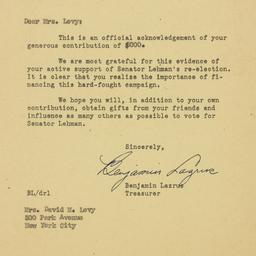 Dear Mrs. Levy:
This is an official acknowledgement of your
generous contribution of $000.
We are most grateful for this evidence of
your active support of Senator Lehman's re-election.
It is clear that you realize the importance of fi-
nancing this hard-fought campaign.
We hope you will, in addition to your own
contribution, obtain gifts from your friends and
influence as many others as possible to vote for
Senator Lehman.
Sincerely,
Benjamin Lazrus
Benjamin Lazrus
BL/drl
Treasurer
Mrs. David M. Levy
Park Avenue
New York City